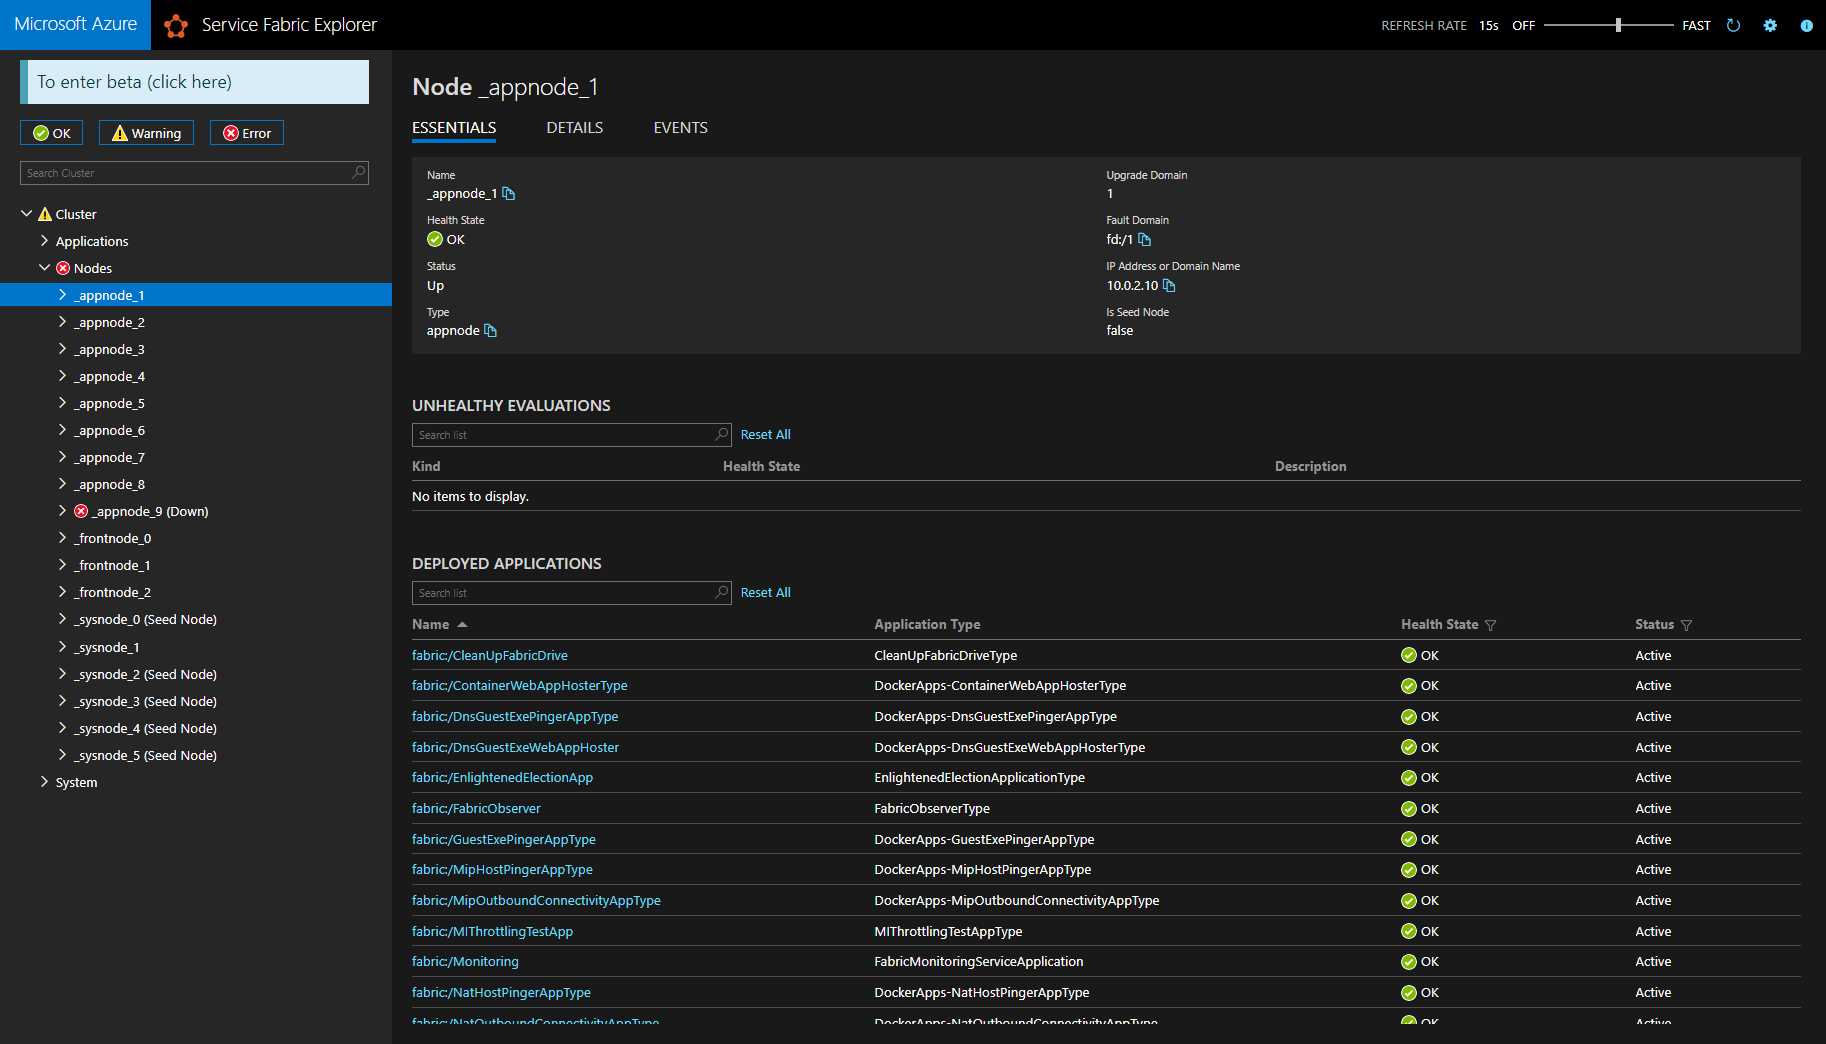 Microsoft Azure
Service Fabric Explorer
REFRESH RATE 15s OFF FAST
To enter beta (click here)
OK
Warning
Error
Search Cluster
Cluster
Applications
Nodes
_appnode_1
_appnode_2
_appnode_3
_appnode_4
_appnode_5
_appnode_6
_appnode_7
_appnode_8
_appnode_9 (Down)
_frontnode_0
_frontnode_1
_frontnode_2
_sysnode_0 (Seed Node)
_sysnode_1
_sysnode_2 (Seed Node)
_sysnode_3 (Seed Node)
_sysnode_4 (Seed Node)
_sysnode_5 (Seed Node)
System
Node _appnode_1
ESSENTIALS DETAILS EVENTS
Name
_appnode_1
Health State
OK
Status
Up
Type
appnode
Upgrade Domain
1
Fault Domain
fd:/1
IP Address or Domain Name
10.0.2.10
Is Seed Node
false
UNHEALTHY EVALUATIONS
Search list Reset All
Kind Health State Description
No items to display.
DEPLOYED APPLICATIONS
Search list Reset All
Name Application Type Health State Status
fabric:/CleanUpFabricDrive CleanUpFabricDriveType OK Active
fabric:/ContainerWebAppHosterType DockerApps-ContainerWebAppHosterType OK Active
fabric:/DnsGuestExePingerAppType DockerApps-DnsGuestExePingerAppType OK Active
fabric:/DnsGuestExeWebAppHoster DockerApps-DnsGuestExeWebAppHosterType OK Active
fabric:/EnlightenedElectionApp EnlightenedElectionApplicationType OK Active
fabric:/FabricObserver FabricObserverType OK Active
fabric:/GuestExePingerAppType DockerApps-GuestExePingerAppType OK Active
fabric:/MipHostPingerAppType DockerApps-MipHostPingerAppType OK Active
fabric:/MipOutboundConnectivityAppType DockerApps-MipOutboundConnectivityAppType OK Active
fabric:/MIThrottlingTestApp MIThrottlingTestAppType OK Active
fabric:/Monitoring FabricMonitoringServiceApplication OK Active
fabric:/NatHostPingerAppType DockerApps-NatHostPingerAppType OK Active
fabric:/NatOutboundConnectivityAppType DockerApps-NatOutboundConnectivityAppType OK Active